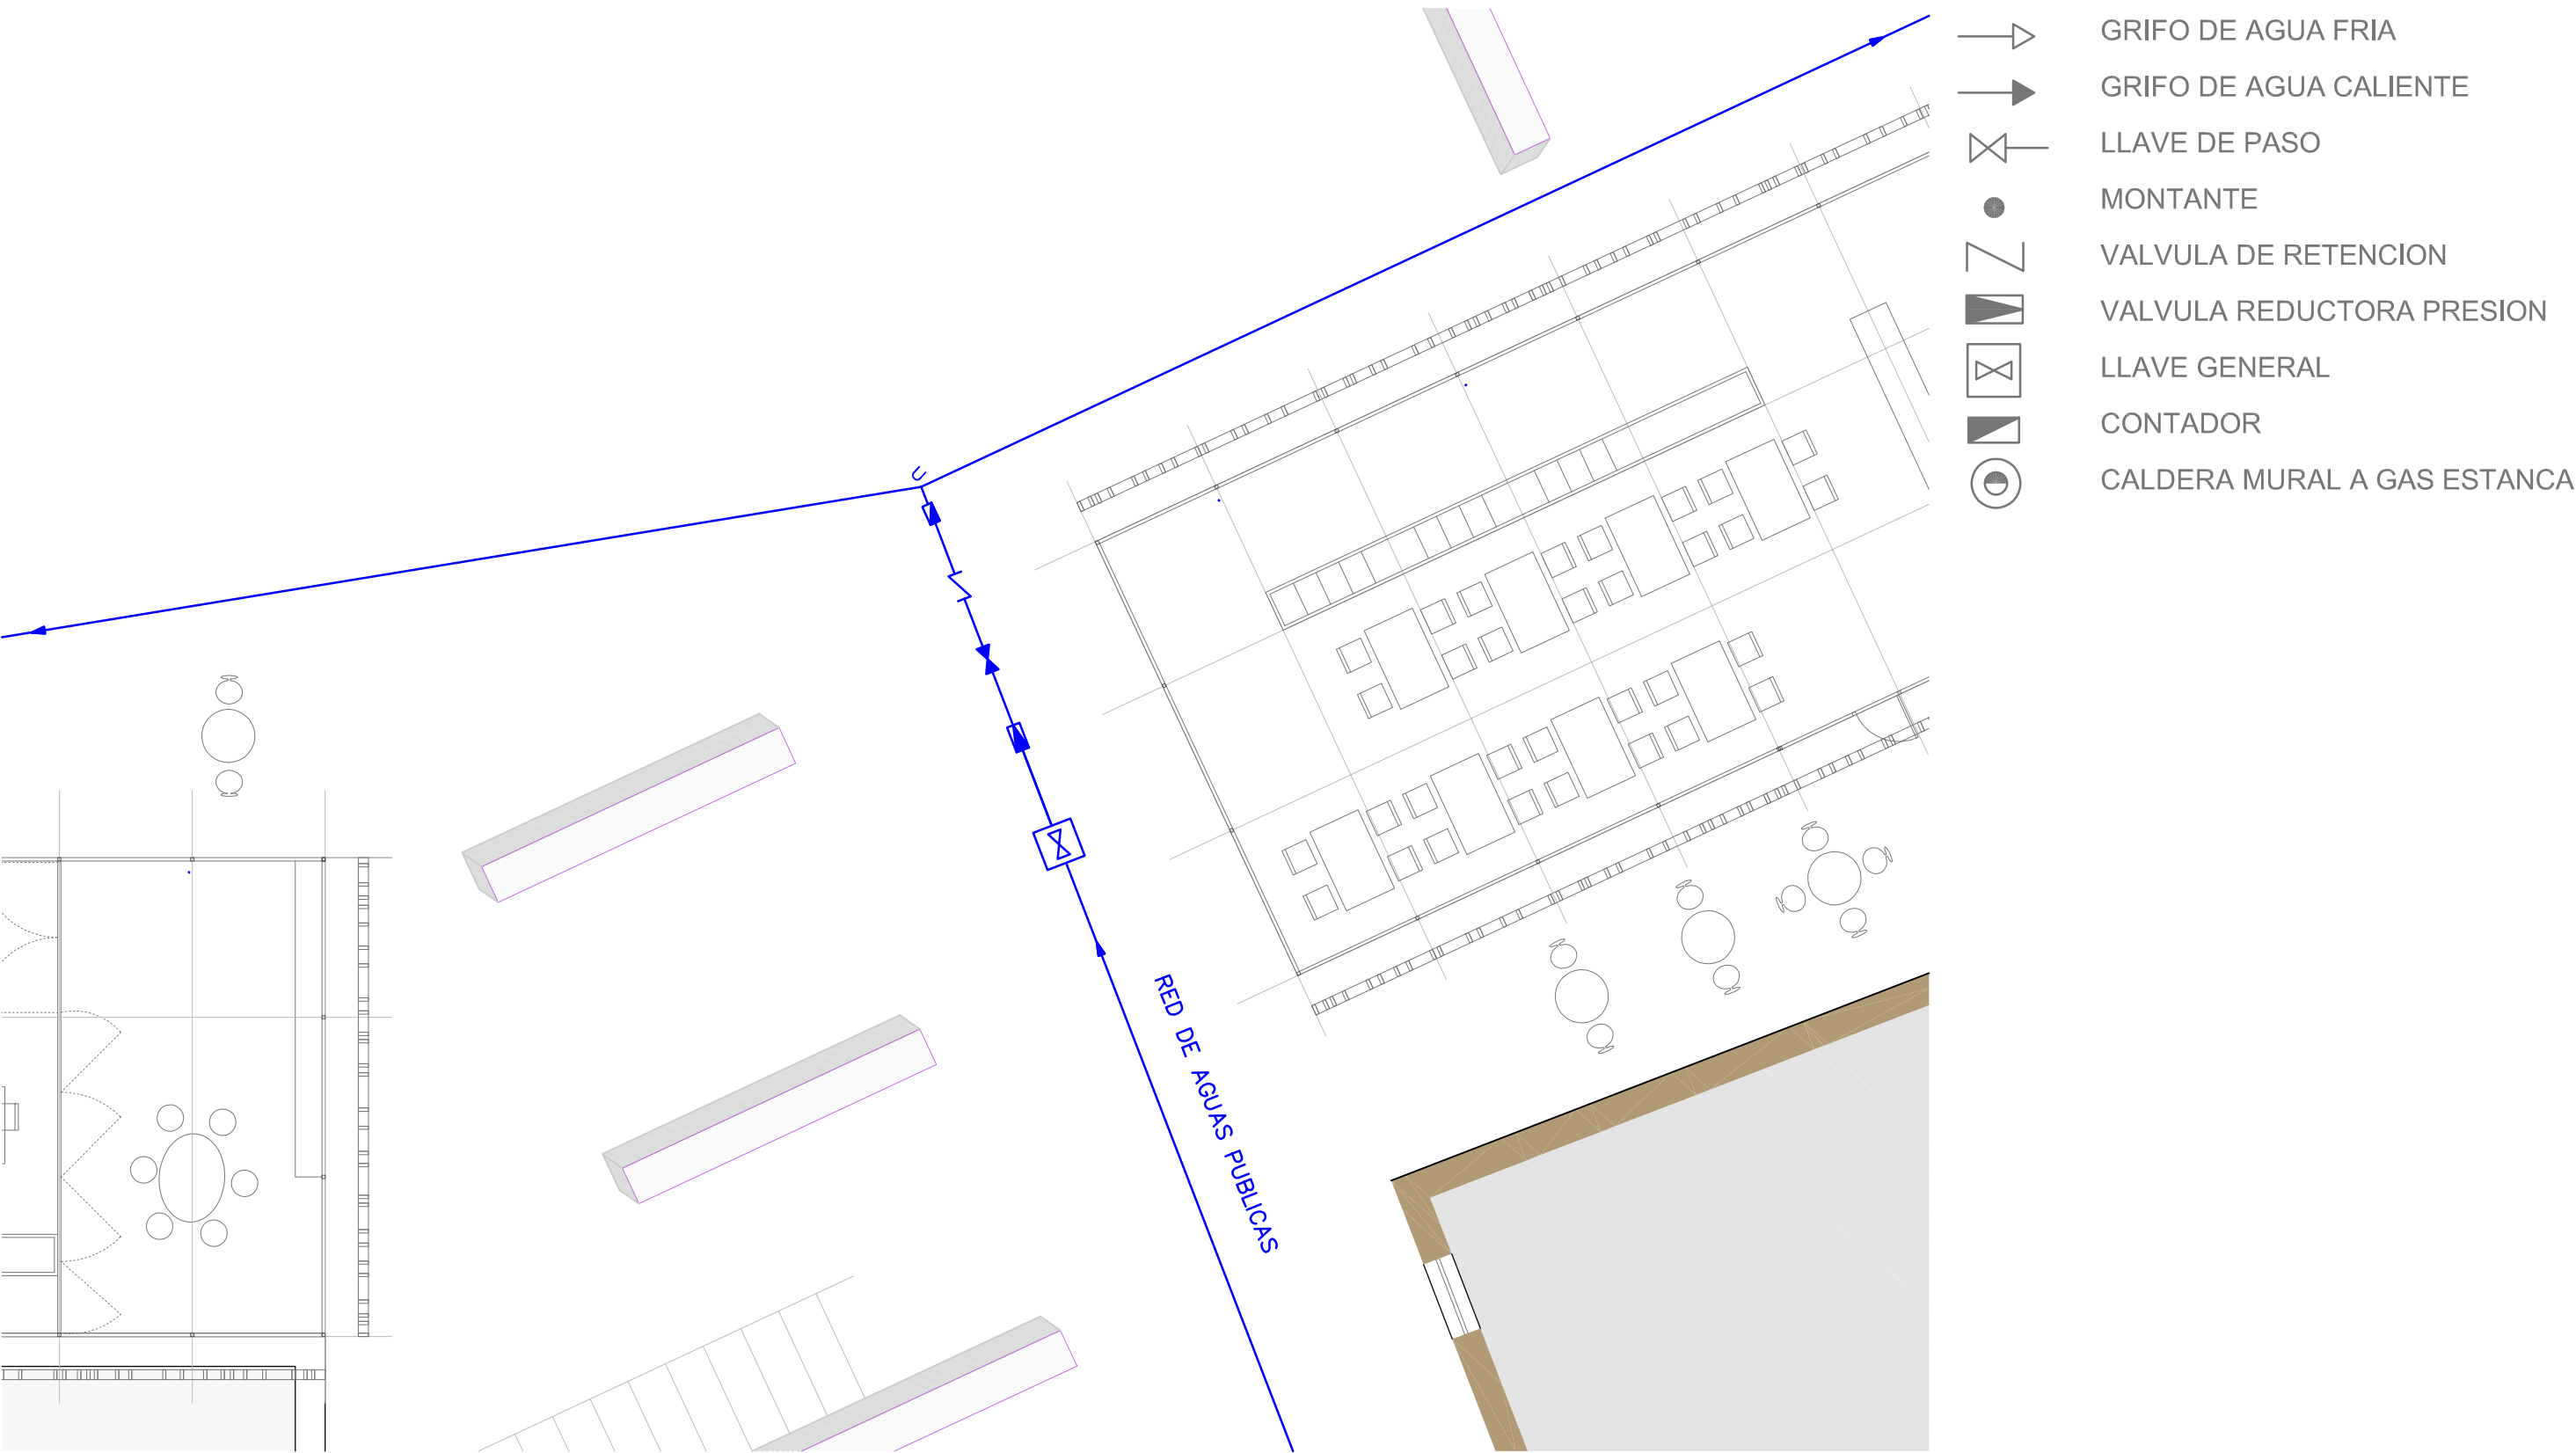 GRIFO DE AGUA FRIA
GRIFO DE AGUA CALIENTE
LLAVE DE PASO
MONTANTE
VALVULA DE RETENCION
VALVULA REDUCTORA PRESION
LLAVE GENERAL
CONTADOR
CALDERA MURAL A GAS ESTANCA
RED DE AGUAS PUBLICAS